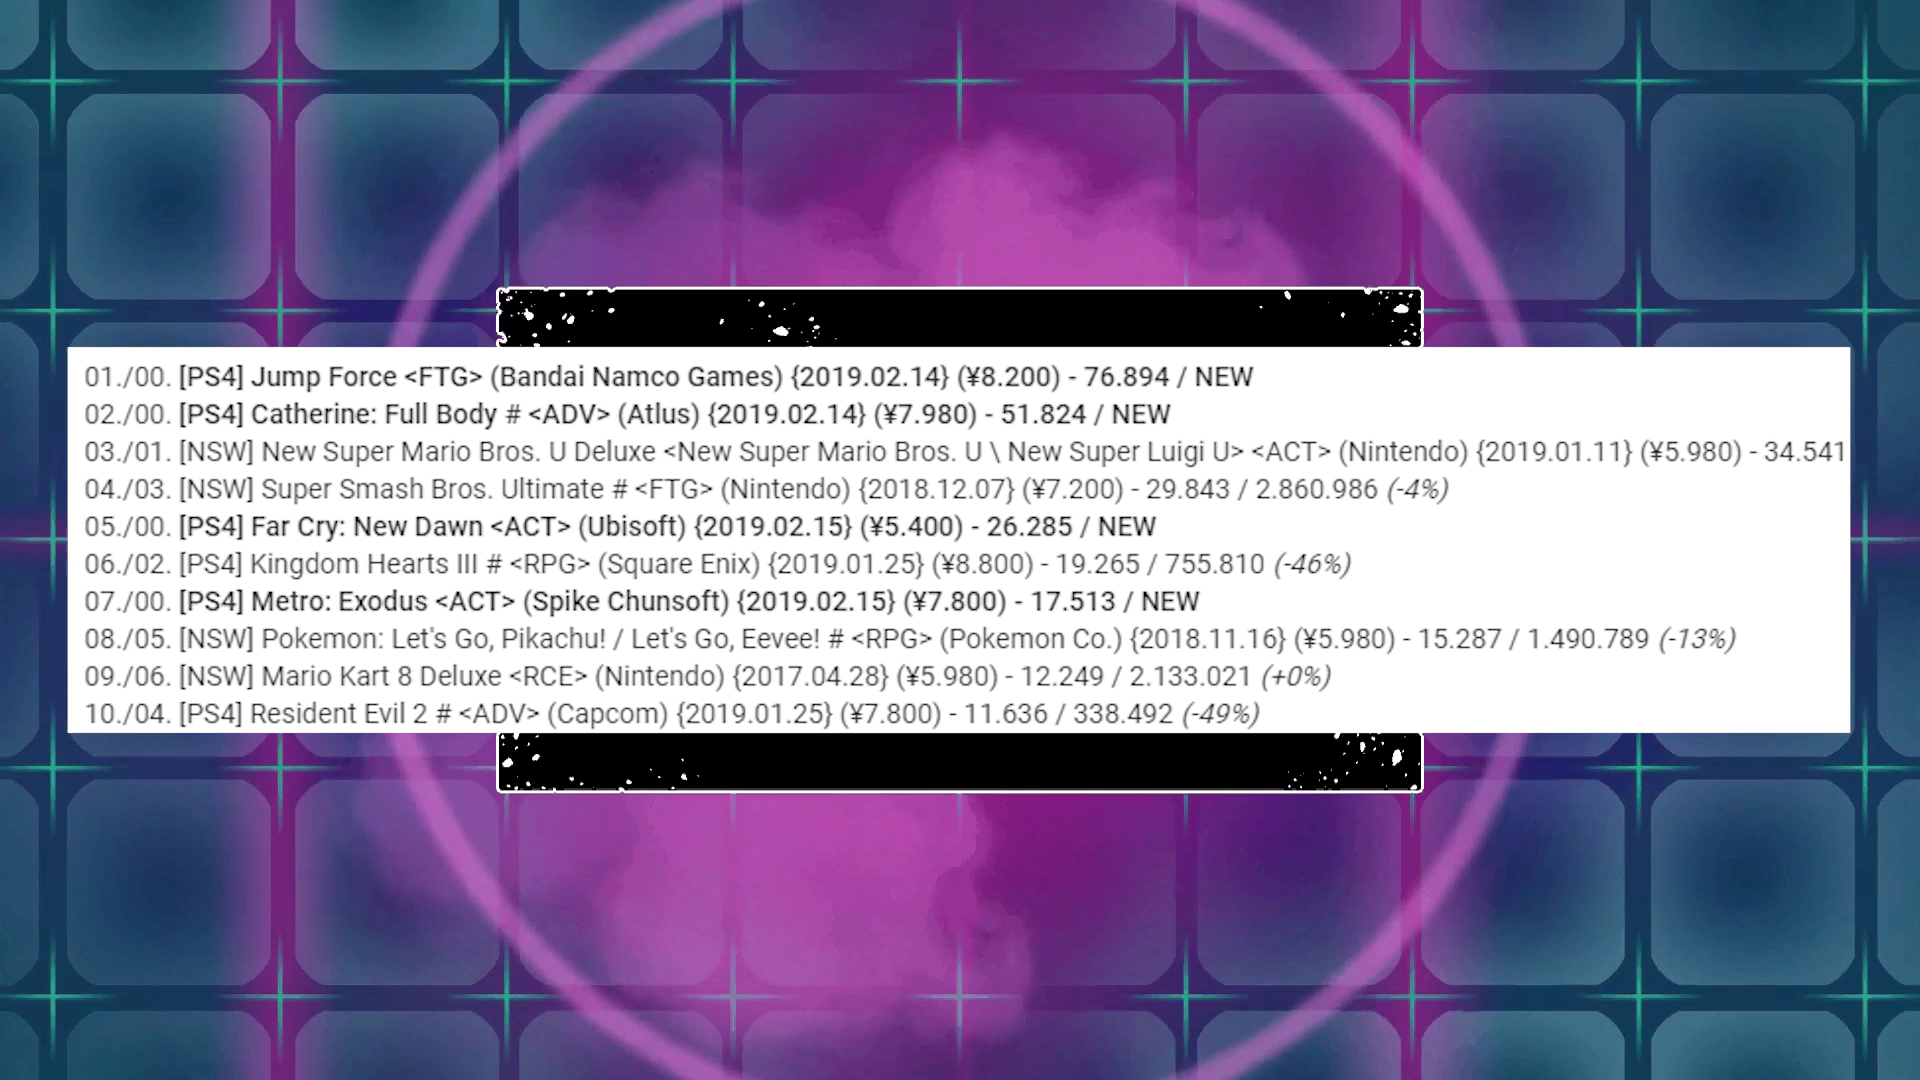 01./00. [PS4] Jump Force <FTG> (Bandai Namco Games) {2019.02.14} (¥8.200) - 76.894 / NEW
02./00. [PS4] Catherine: Full Body # <ADV> (Atlus) {2019.02.14} (¥7.980) - 51.824 / NEW
03./01. [NSW] New Super Mario Bros. U Deluxe <New Super Mario Bros. U \ New Super Luigi U> <ACT> (Nintendo) {2019.01.11} (¥5.980) - 34.541
04./03. [NSW] Super Smash Bros. Ultimate # <FTG> (Nintendo) {2018.12.07} (¥7.200) - 29.843 / 2.860.986 (-4%)
05./00. [PS4] Far Cry: New Dawn <ACT> (Ubisoft) {2019.02.15} (¥5.400) - 26.285 / NEW
06./02. [PS4] Kingdom Hearts III # <RPG> (Square Enix) {2019.01.25} (¥8.800) - 19.265 / 755.810 (-46%)
07./00. [PS4] Metro: Exodus <ACT> (Spike Chunsoft) {2019.02.15} (¥7.800) - 17.513 / NEW
08./05. [NSW] Pokemon: Let's Go, Pikachu! / Let's Go, Eevee! # <RPG> (Pokemon Co.) {2018.11.16} (¥5.980) - 15.287 / 1.490.789 (-13%)
09./06. [NSW] Mario Kart 8 Deluxe <RCE> (Nintendo) {2017.04.28} (¥5.980) - 12.249 / 2.133.021 (+0%)
10./04. [PS4] Resident Evil 2 # <ADV> (Capcom) {2019.01.25} (¥7.800) - 11.636 / 338.492 (-49%)